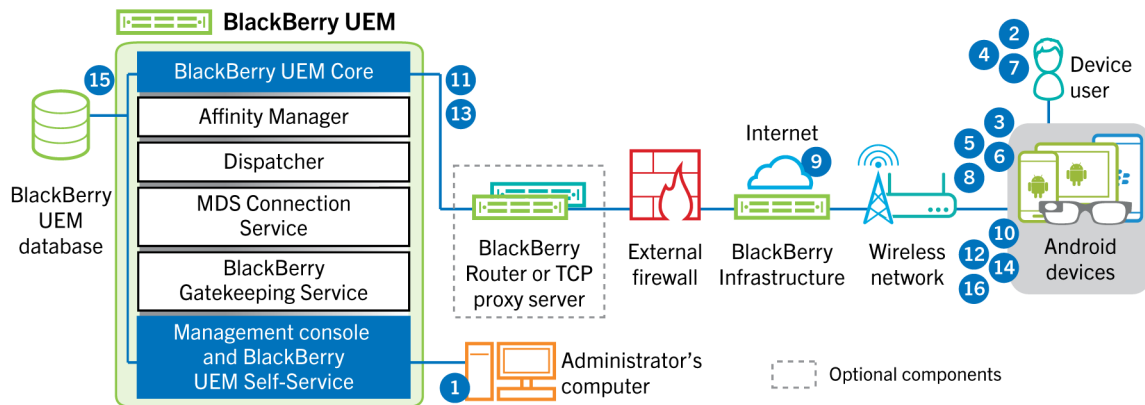 BlackBerry UEM
15
BlackBerry UEM Core
Affinity Manager
Dispatcher
MDS Connection
Service
BlackBerry
Gatekeeping Service
Management console
and BlackBerry
UEM Self-Service
BlackBerry
UEM
database
11
13
1
Administrator's
computer
BlackBerry
Router or TCP
proxy server
External
firewall
Internet
9
BlackBerry
Infrastructure
Wireless
network
2
4
7
Device
user
3
5
6
8
10
12
14
16
Android
devices
Optional components